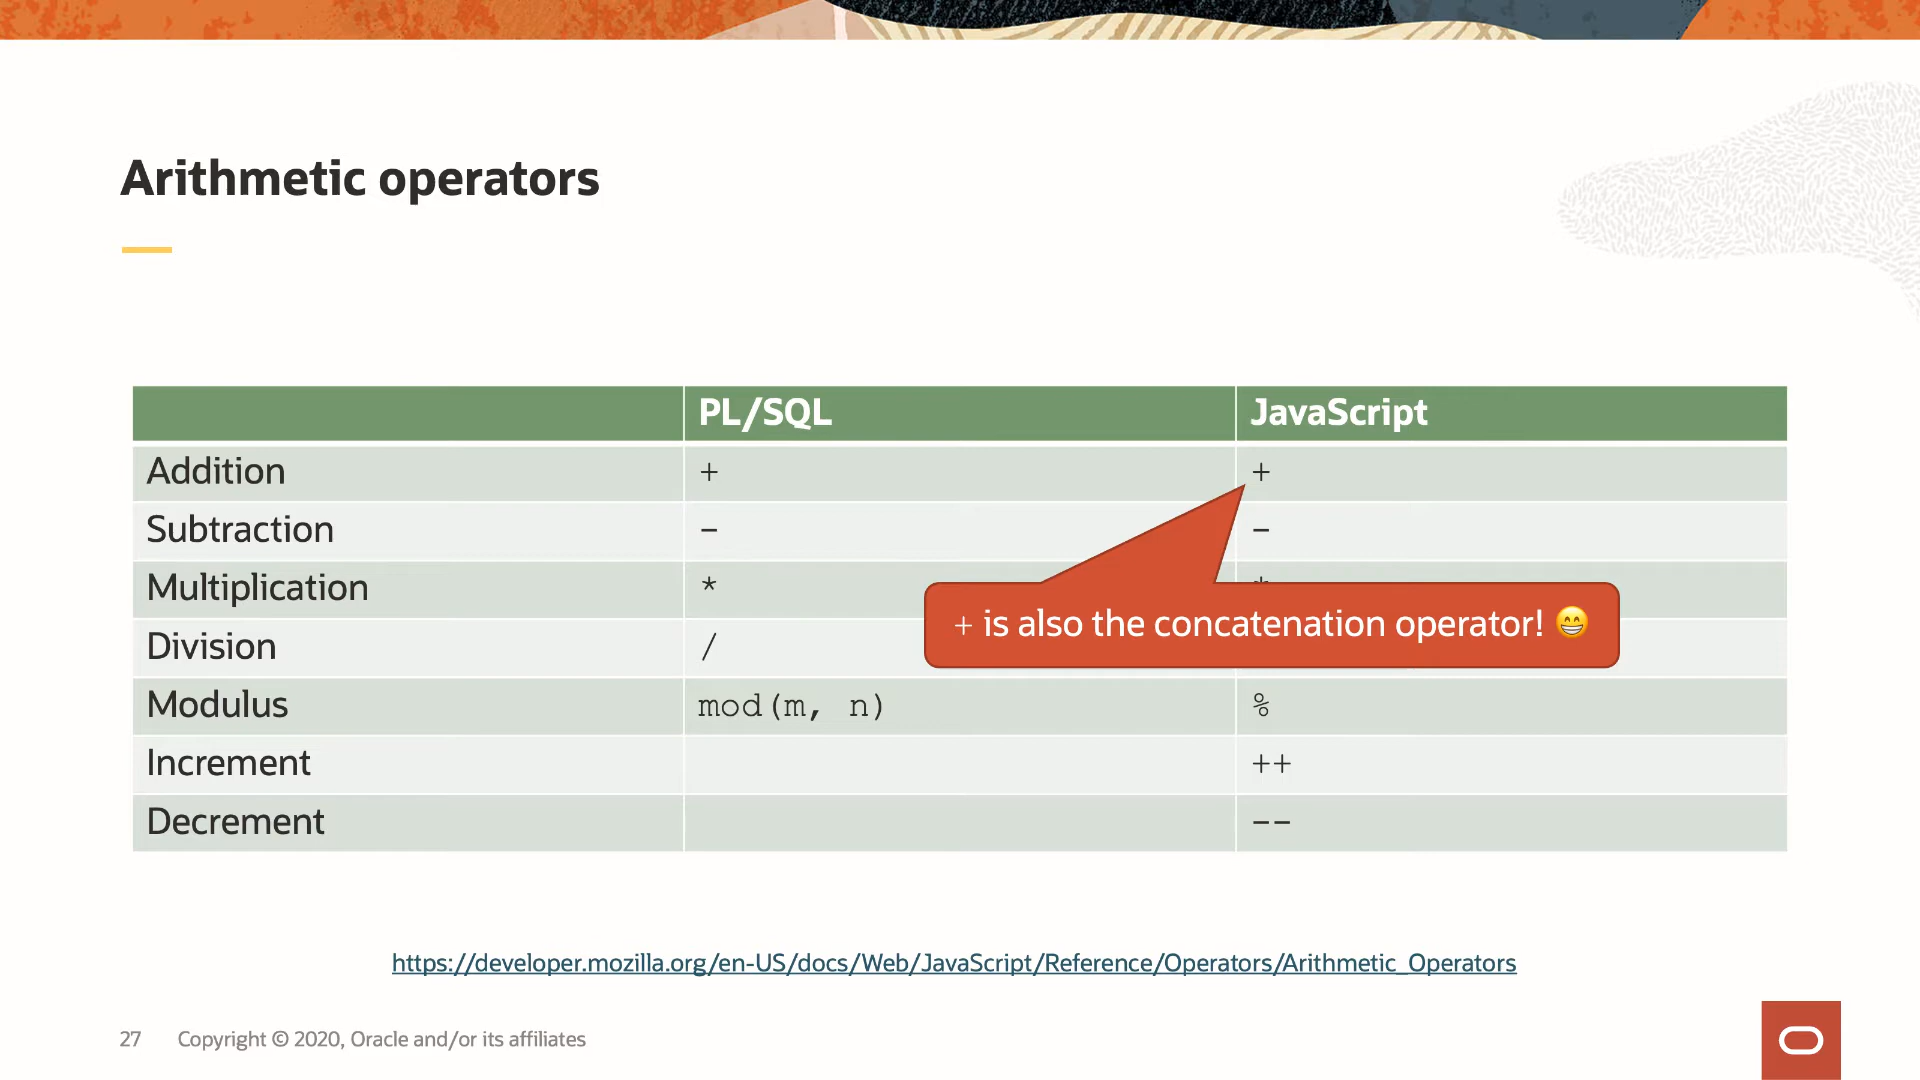 Arithmetic operators
PL/SQL JavaScript
Addition + +
Subtraction - -
Multiplication *
+ is also the concatenation operator! 😁
Division /
Modulus mod(m, n) %
Increment ++
Decrement --
https://developer.mozilla.org/en-US/docs/Web/JavaScript/Reference/Operators/Arithmetic_Operators
27 Copyright © 2020, Oracle and/or its affiliates